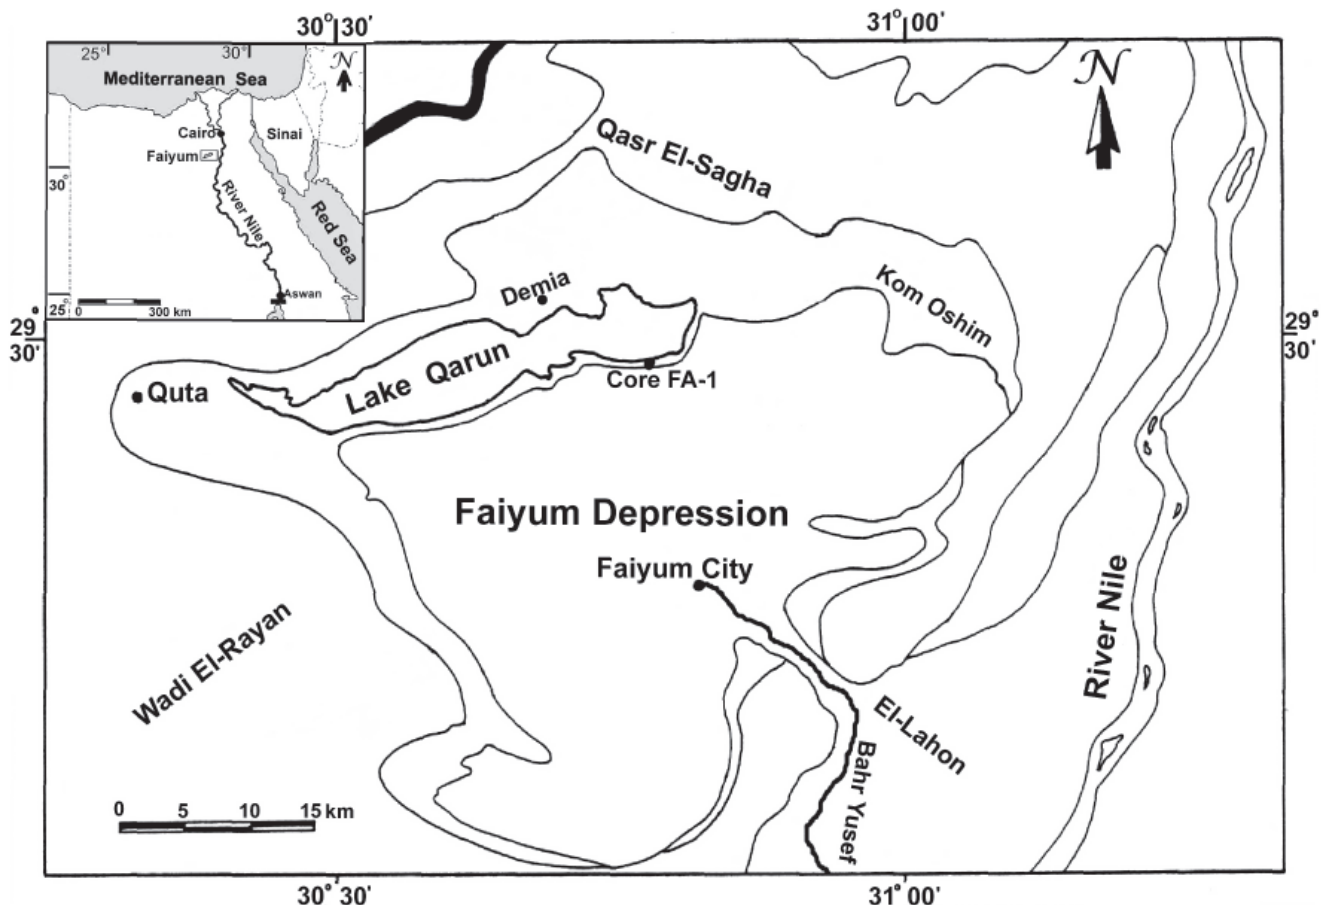 30° 30'
31° 00'
25°
30°
N
Mediterranean Sea
Cairo
Sinai
Faiyum
30°
River Nile
Red Sea
25°
Aswan
0
300 km
N
Qasr El-Sagha
Kom Oshim
Demia
29°
30'
29°
30'
Lake Qarun
Core FA-1
Quta
Faiyum Depression
Faiyum City
River Nile
Wadi El-Rayan
El-Lahon
Bahr Yusef
0 5 10 15 km
30° 30'
31° 00'